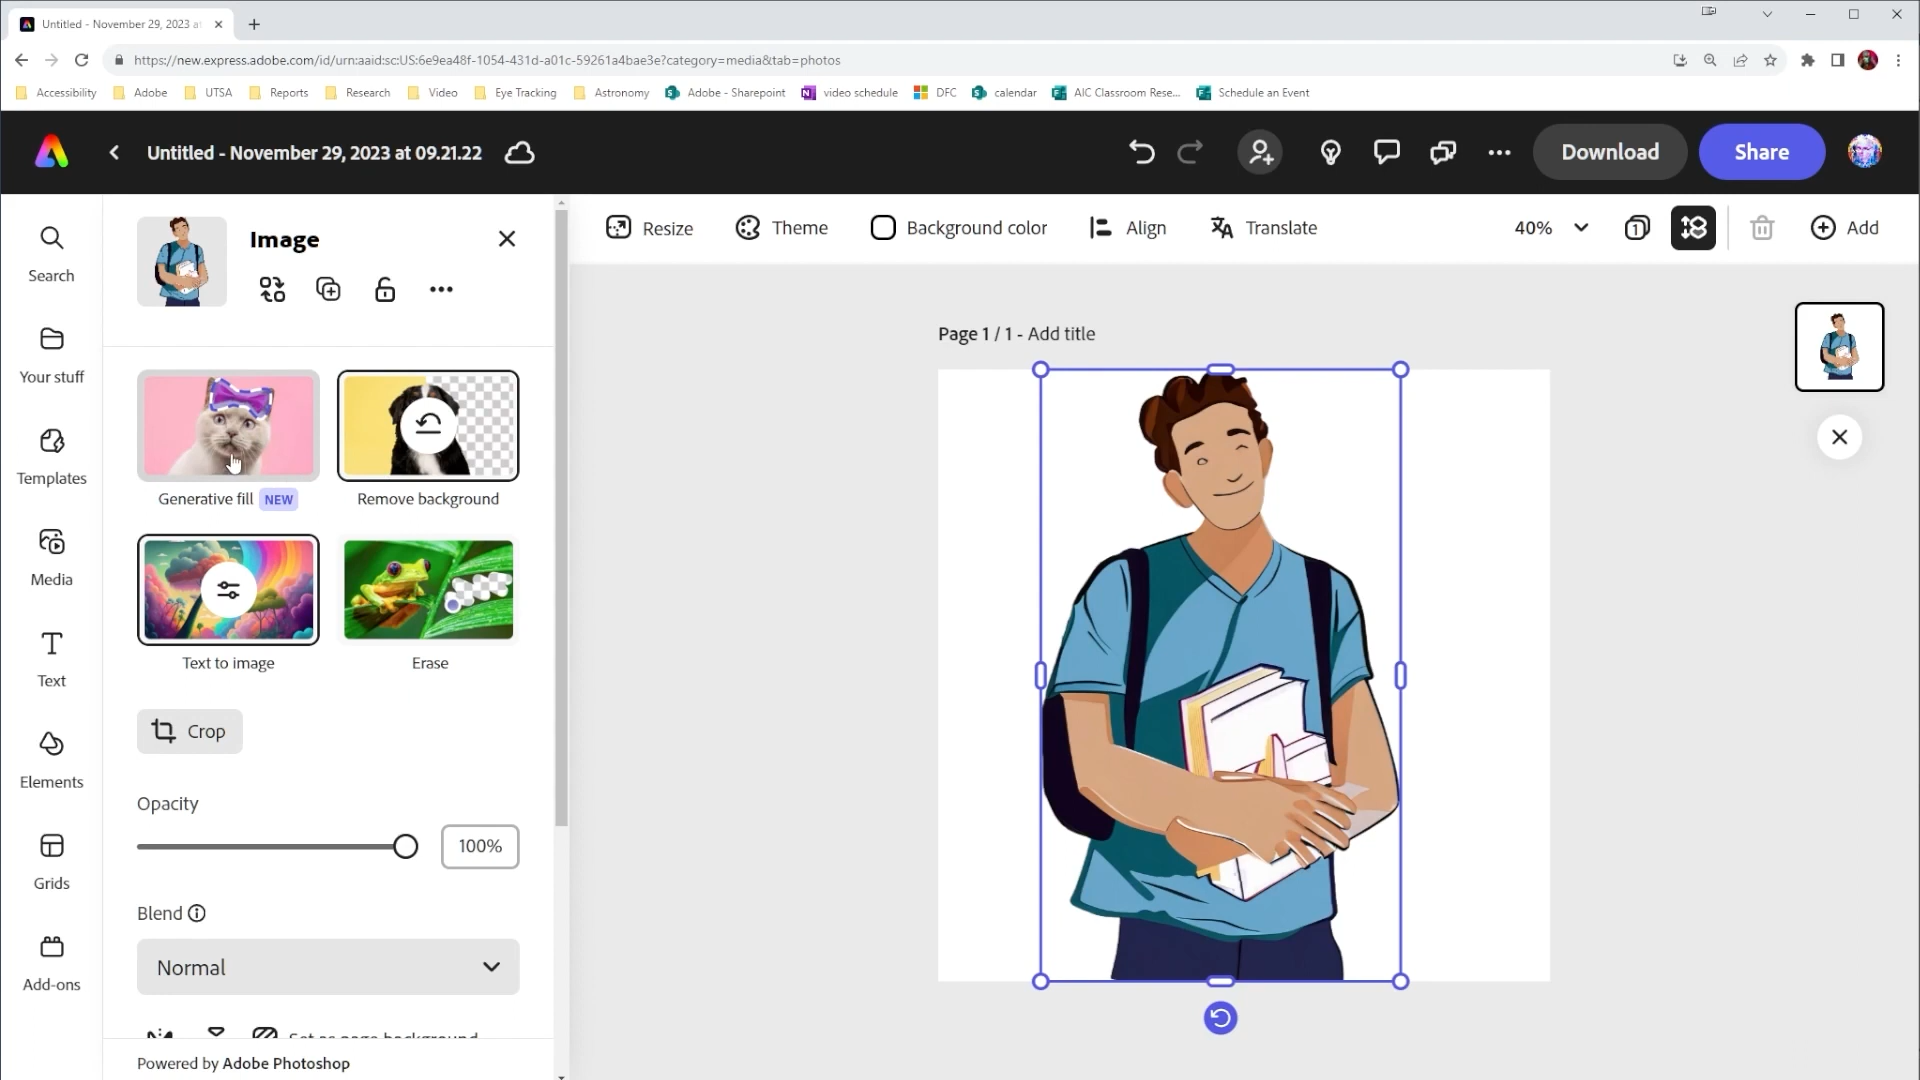 Untitled - November 29, 2023 a
https://new.express.adobe.com/id/urn:aaid:sc:US:6e9ea48f-1054-431d-a01c-59261a4bae3e?category=media&tab=photos
Accessibility Adobe UTSA Reports Research Video Eye Tracking Astronomy Adobe - Sharepoint video schedule DFC calendar AIC Classroom Rese... Schedule an Event
Untitled - November 29, 2023 at 09.21.22
Download
Share
Search
Your stuff
Templates
Media
Text
Elements
Grids
Add-ons
Image
Generative fill NEW
Remove background
Text to image
Erase
Crop
Opacity
100%
Blend
Normal
Set as page background
Powered by Adobe Photoshop
Resize Theme Background color Align Translate 40% 1 Add
Page 1 / 1 - Add title